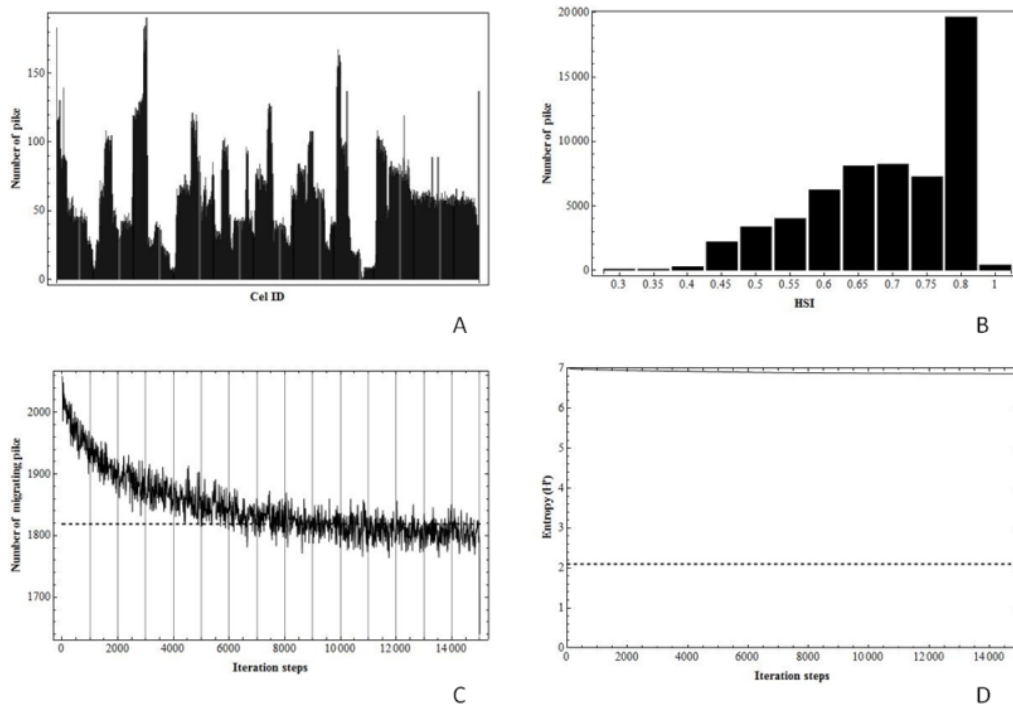 Number of pike
150
100
50
0
Cel ID
A
Number of pike
20000
15000
10000
5000
0
0.3 0.35 0.4 0.45 0.5 0.55 0.6 0.65 0.7 0.75 0.8 1
HSI
B
Number of migrating pike
2000
1900
1800
1700
0 2000 4000 6000 8000 10000 12000 14000
Iteration steps
C
7
6
5
4
3
2
1
0
0 2000 4000 6000 8000 10000 12000 14000
Entropy
Iteration steps
D